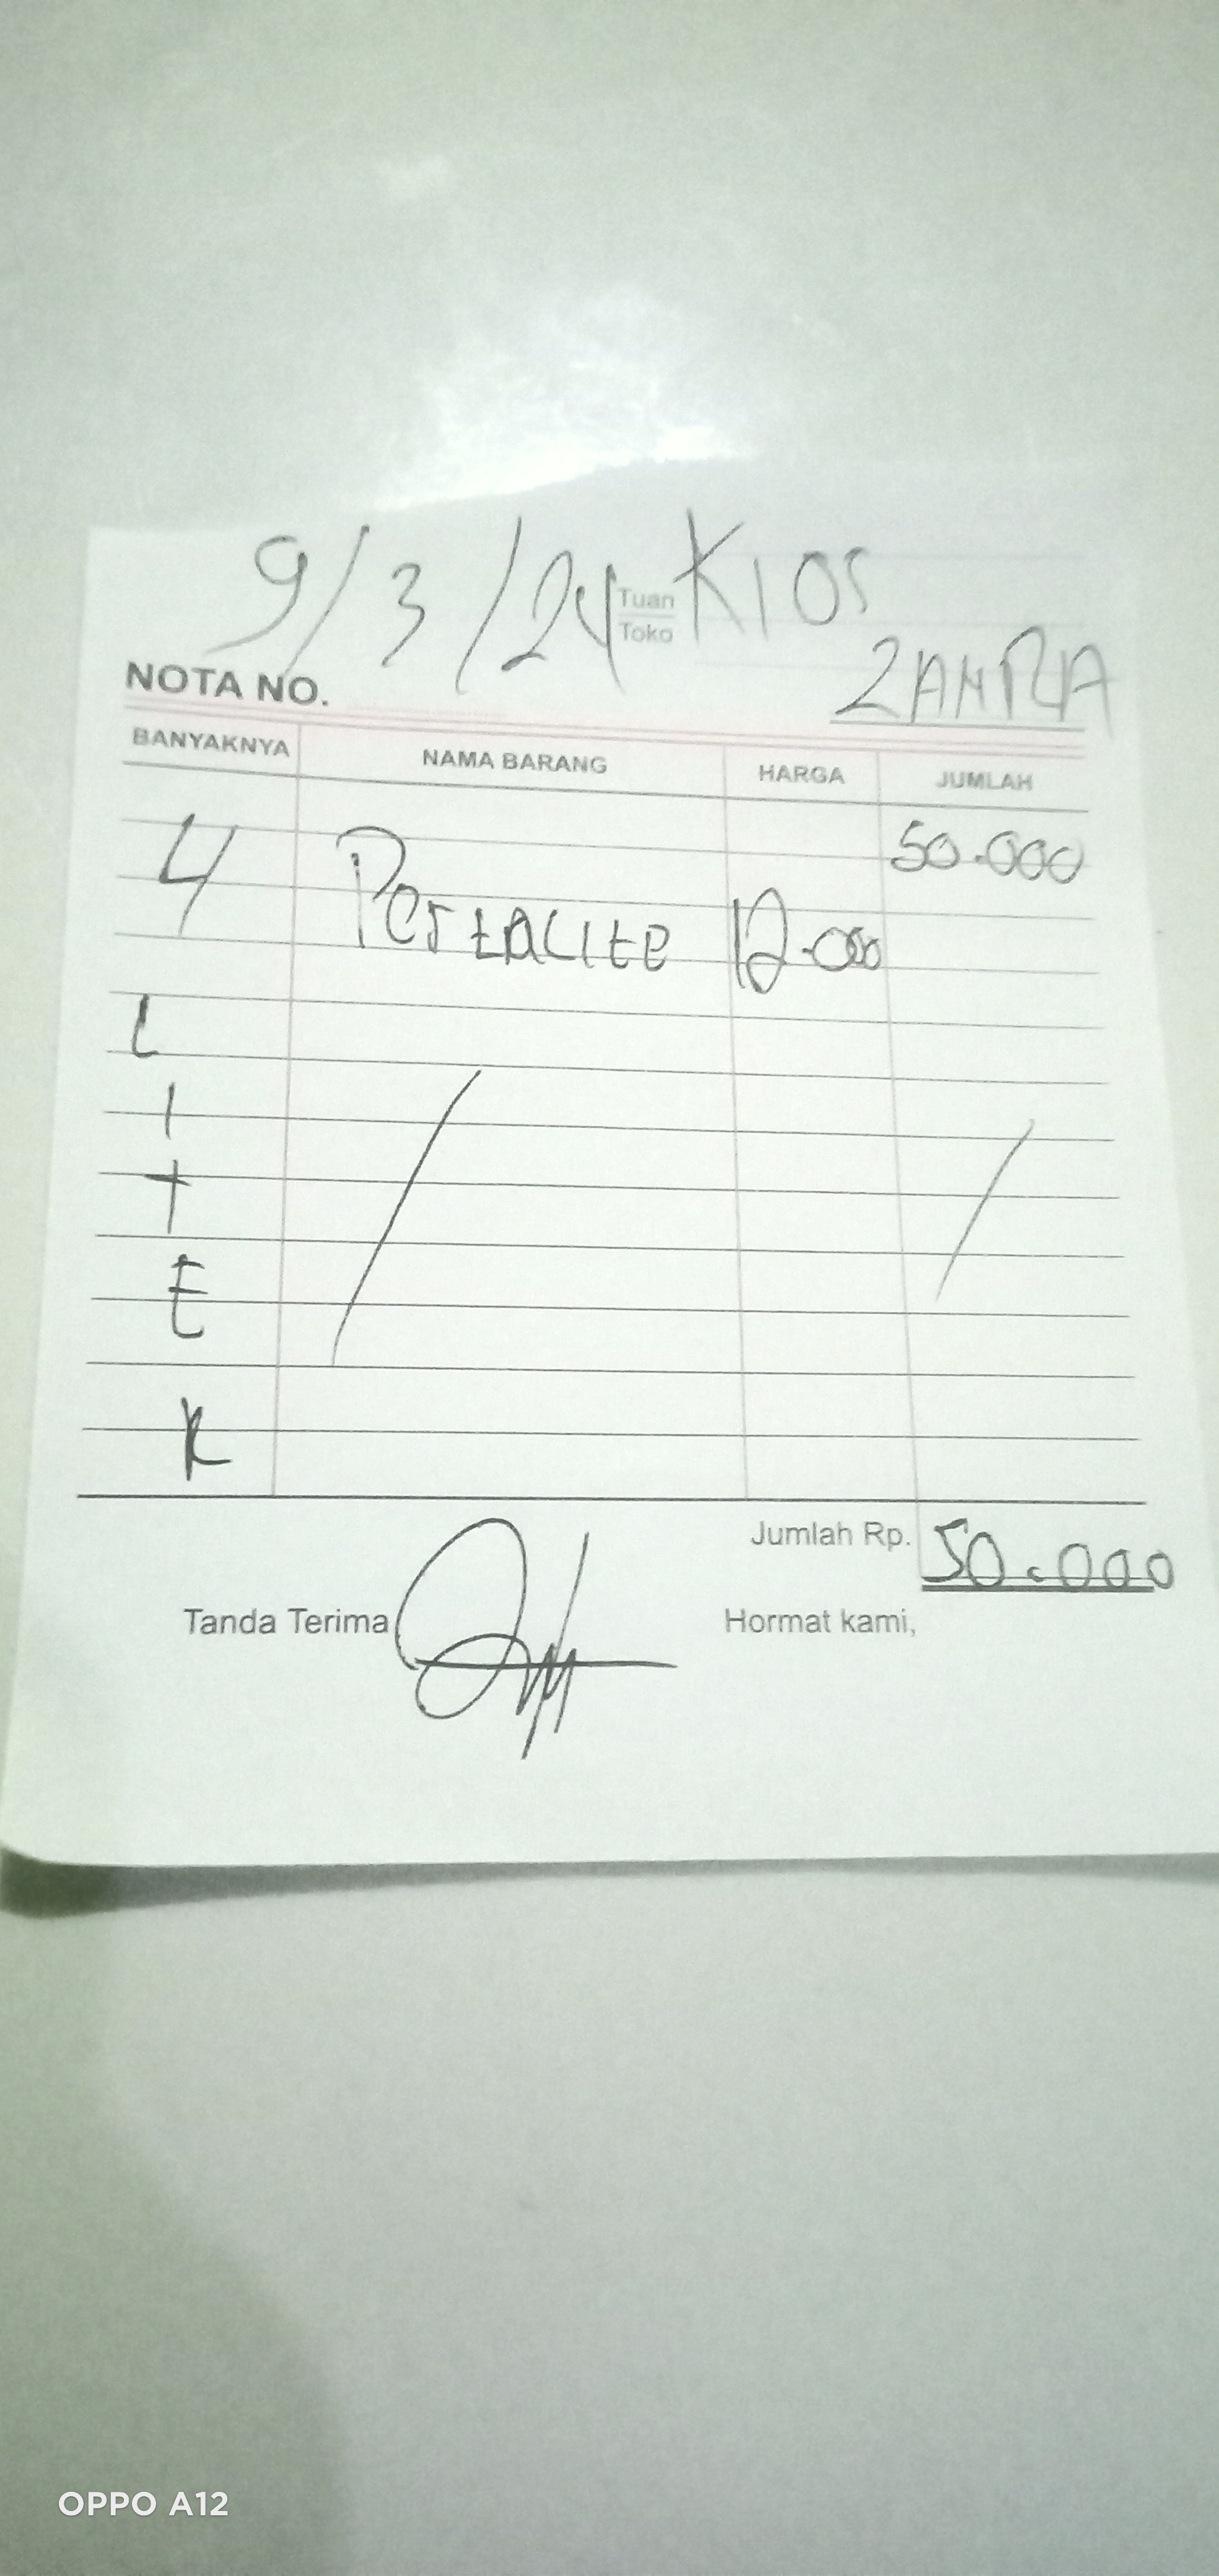 9/3/24 Tuan Toko KIOS
ZAHRA
NOTA NO.
BANYAKNYA NAMA BARANG HARGA JUMLAH
4 Pertalite 12.000 50.000
L
I
T
E
R
Jumlah Rp. 50.000
Tanda Terima Hormat kami,
OPPO A12